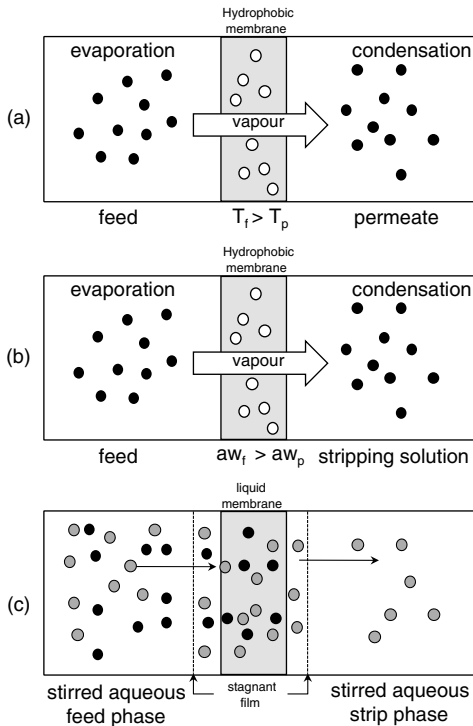 Hydrophobic
membrane
evaporation
condensation
(a)
vapour
feed
T_f > T_p
permeate
Hydrophobic
membrane
evaporation
condensation
(b)
vapour
feed
aw_f > aw_p
stripping solution
liquid
membrane
(c)
stirred aqueous
feed phase
stagnant
film
stirred aqueous
strip phase